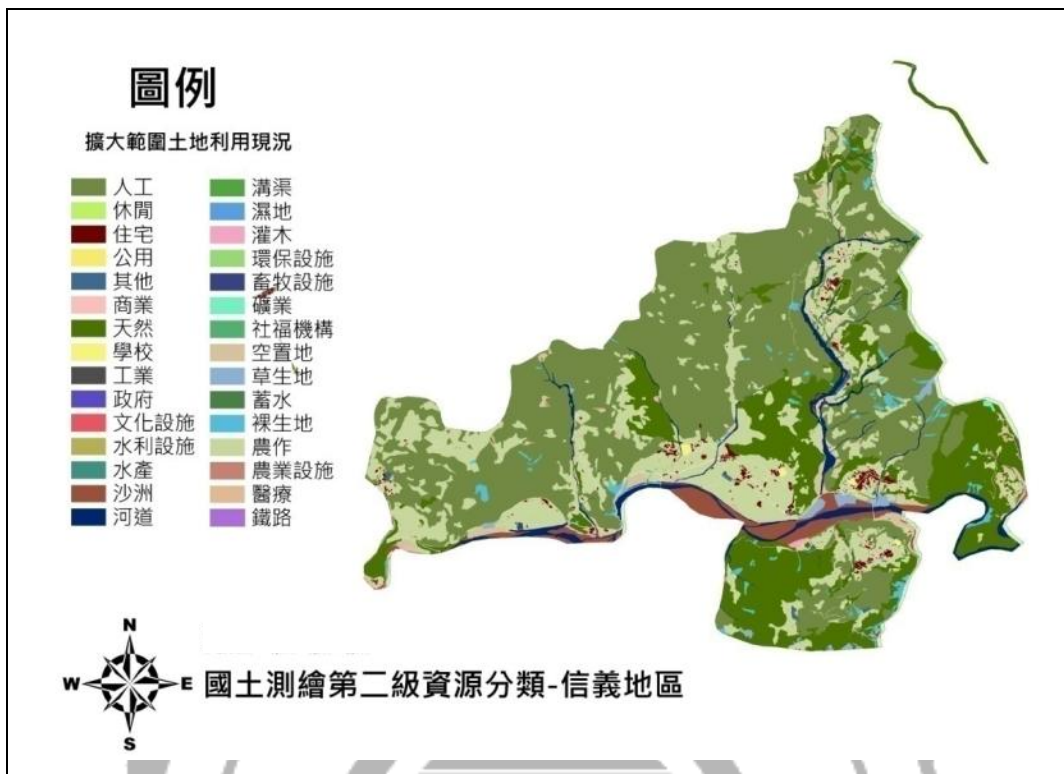 圖例
擴大範圍土地利用現況
人工
休閒
住宅
公用
其他
商業
天然
學校
工業
政府
文化設施
水利設施
水產
沙洲
河道
溝渠
濕地
灌木
環保設施
畜牧設施
礦業
社福機構
空置地
草生地
蓄水
裸生地
農作
農業設施
醫療
鐵路
N
W E
S
國土測繪第二級資源分類-信義地區